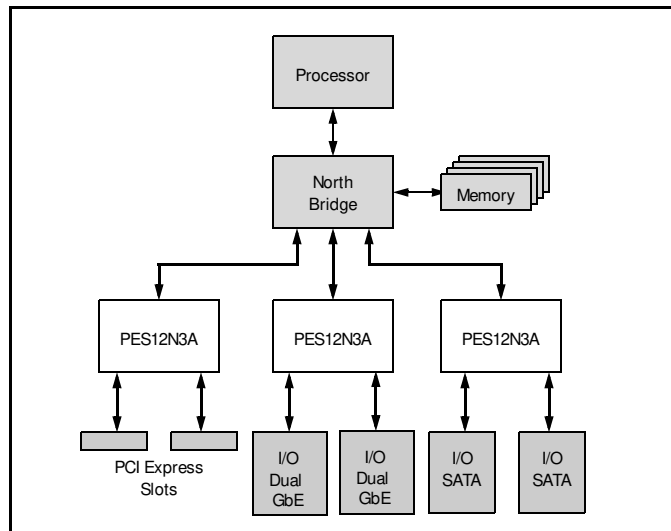 Processor
North
Bridge
Memory
PES12N3A
PES12N3A
PES12N3A
PCI Express
Slots
I/O
Dual
GbE
I/O
Dual
GbE
I/O
SATA
I/O
SATA